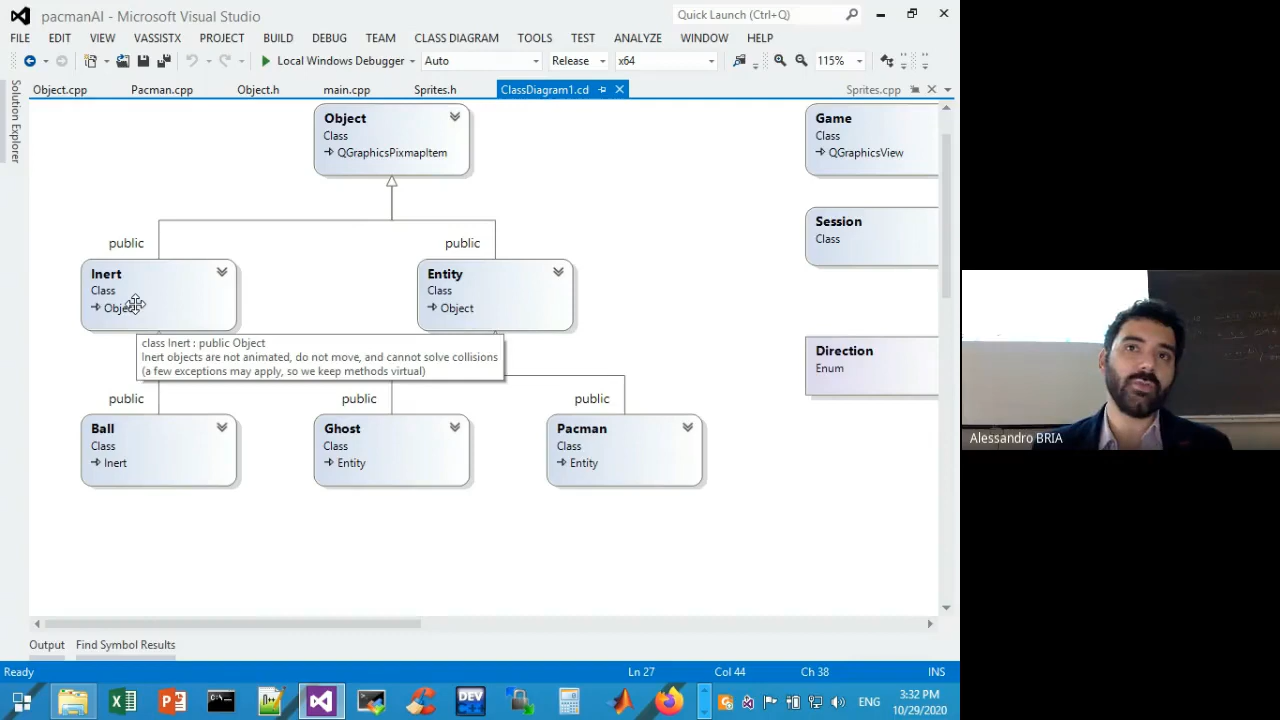 pacmanAI - Microsoft Visual Studio
Quick Launch (Ctrl+Q)
FILE EDIT VIEW VASSISTX PROJECT BUILD DEBUG TEAM CLASS DIAGRAM TOOLS TEST ANALYZE WINDOW HELP
Local Windows Debugger Auto Release x64 115%
Object.cpp Pacman.cpp Object.h main.cpp Sprites.h ClassDiagram1.cd Sprites.cpp
Solution Explorer
Object
Class
QGraphicsPixmapItem
Game
Class
QGraphicsView
Session
Class
public public
Inert
Class
Object
Entity
Class
Object
class Inert : public Object
Inert objects are not animated, do not move, and cannot solve collisions
(a few exceptions may apply, so we keep methods virtual)
Direction
Enum
public public public
Ball
Class
Inert
Ghost
Class
Entity
Pacman
Class
Entity
Alessandro BRIA
Output Find Symbol Results
Ready Ln 27 Col 44 Ch 38 INS
DEV
ENG
3:32 PM
10/29/2020